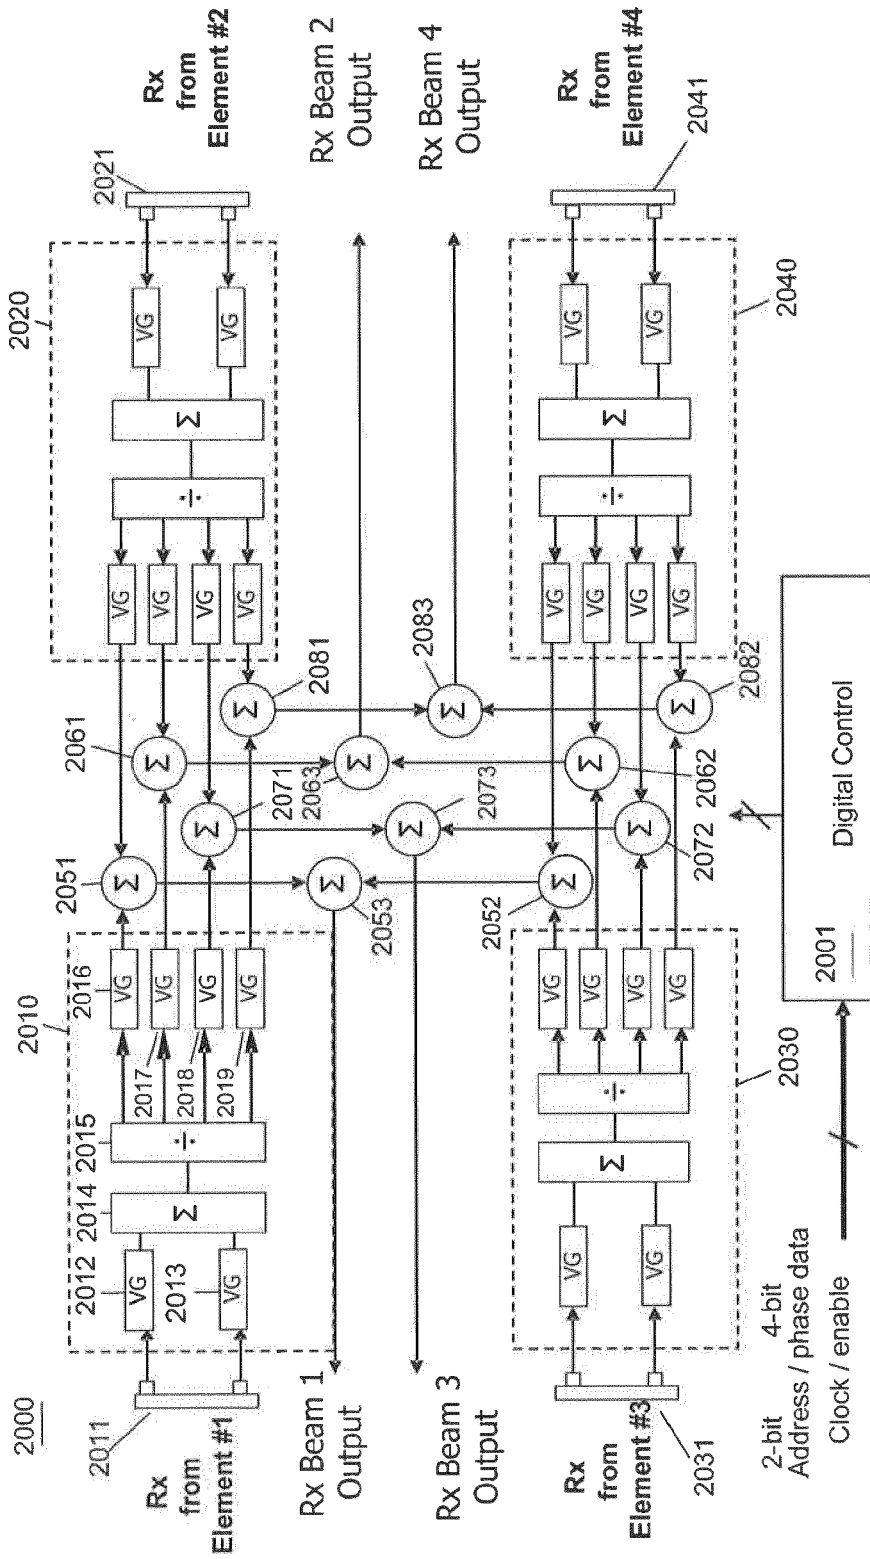 2000
2011
2012
2014
2015
2010
2016
2051
2061
2020
2021
Rx
from
Element #1
VG
2013
VG
Σ
÷
VG
VG
VG
VG
2017
2018
2019
Σ
Σ
Σ
Σ
2071
2081
VG
VG
VG
VG
÷
Σ
VG
VG
Rx
from
Element #2
Rx Beam 1
Output
Σ
2053
2063
Σ
Rx Beam 2
Output
Rx Beam 3
Output
Σ
2073
Σ
2083
Rx Beam 4
Output
Rx
from
Element #3
2031
VG
VG
Σ
÷
VG
VG
VG
VG
2030
2052
Σ
Σ
Σ
Σ
2072
2062
2082
VG
VG
VG
VG
÷
Σ
VG
VG
2040
2041
Rx
from
Element #4
2-bit 4-bit
Address / phase data
Clock / enable
2001
Digital Control